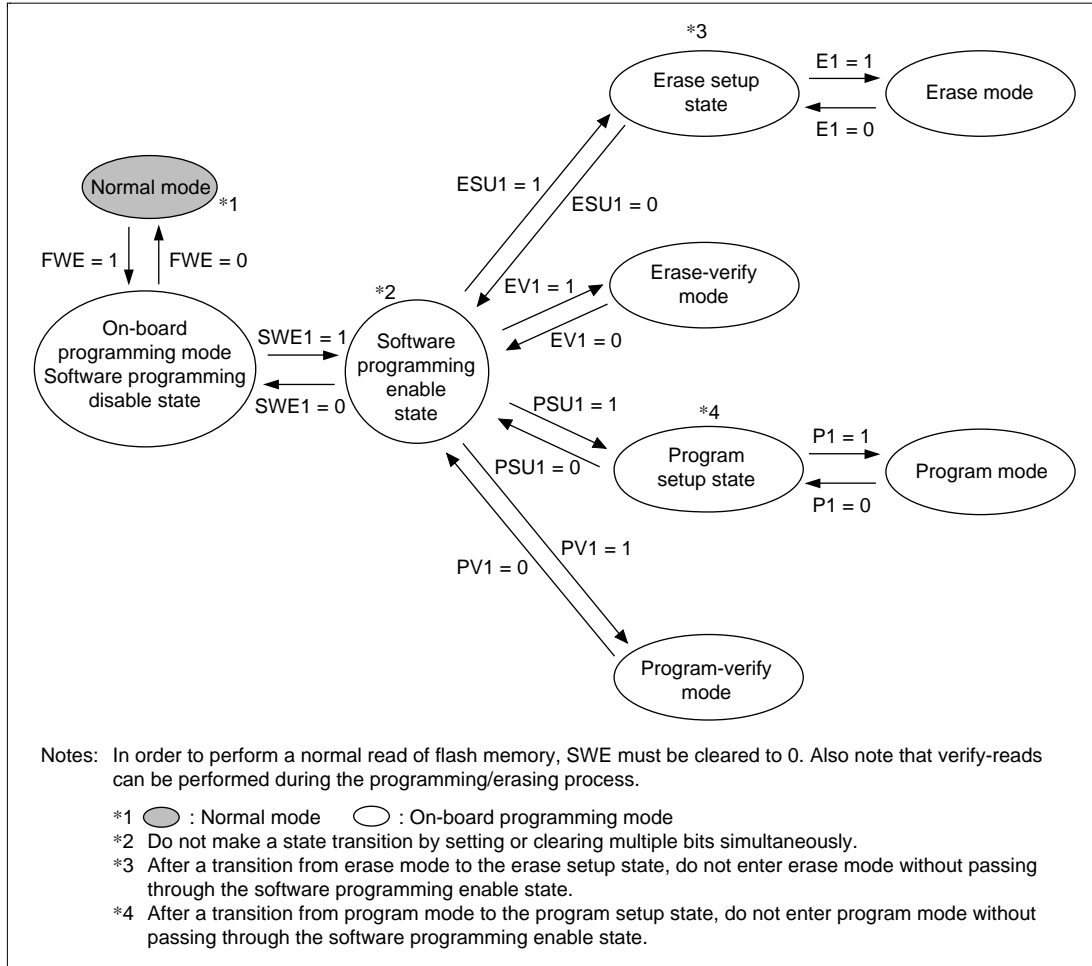 *3
Erase setup
state
E1 = 1
E1 = 0
Erase mode
Normal mode
*1
FWE = 1
FWE = 0
ESU1 = 1
ESU1 = 0
*2
On-board
programming mode
Software programming
disable state
SWE1 = 1
SWE1 = 0
Software
programming
enable
state
EV1 = 1
EV1 = 0
Erase-verify
mode
PSU1 = 1
PSU1 = 0
*4
Program
setup state
P1 = 1
P1 = 0
Program mode
PV1 = 1
PV1 = 0
Program-verify
mode
Notes: In order to perform a normal read of flash memory, SWE must be cleared to 0. Also note that verify-reads
can be performed during the programming/erasing process.
*1 : Normal mode : On-board programming mode
*2 Do not make a state transition by setting or clearing multiple bits simultaneously.
*3 After a transition from erase mode to the erase setup state, do not enter erase mode without passing
through the software programming enable state.
*4 After a transition from program mode to the program setup state, do not enter program mode without
passing through the software programming enable state.